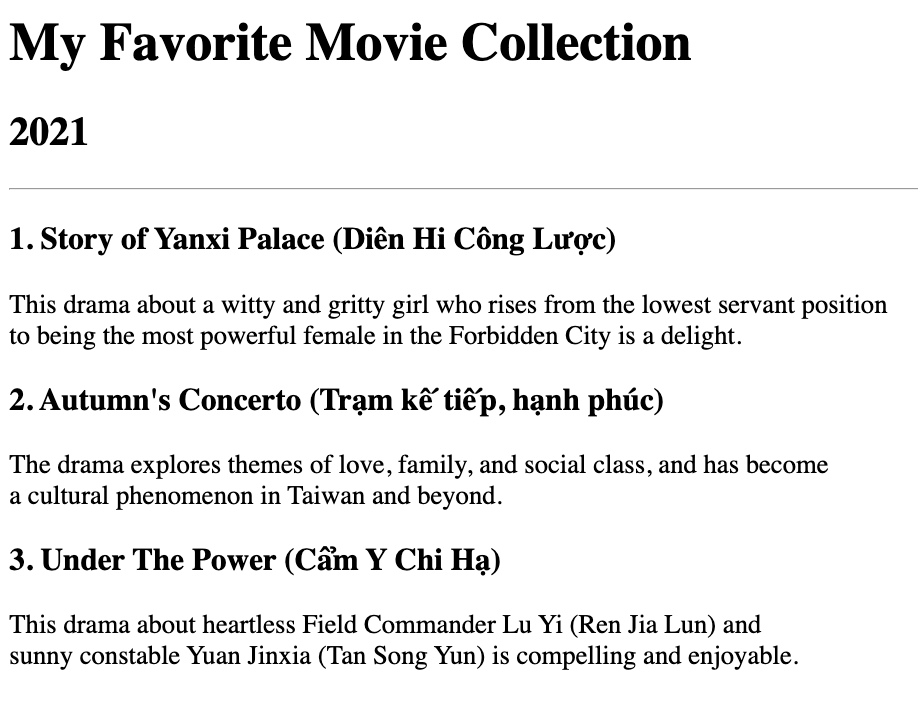 My Favorite Movie Collection
2021
1. Story of Yanxi Palace (Diên Hi Công Lược)
This drama about a witty and gritty girl who rises from the lowest servant position
to being the most powerful female in the Forbidden City is a delight.
2. Autumn's Concerto (Trạm kế tiếp, hạnh phúc)
The drama explores themes of love, family, and social class, and has become
a cultural phenomenon in Taiwan and beyond.
3. Under The Power (Cẩm Y Chi Hạ)
This drama about heartless Field Commander Lu Yi (Ren Jia Lun) and
sunny constable Yuan Jinxia (Tan Song Yun) is compelling and enjoyable.